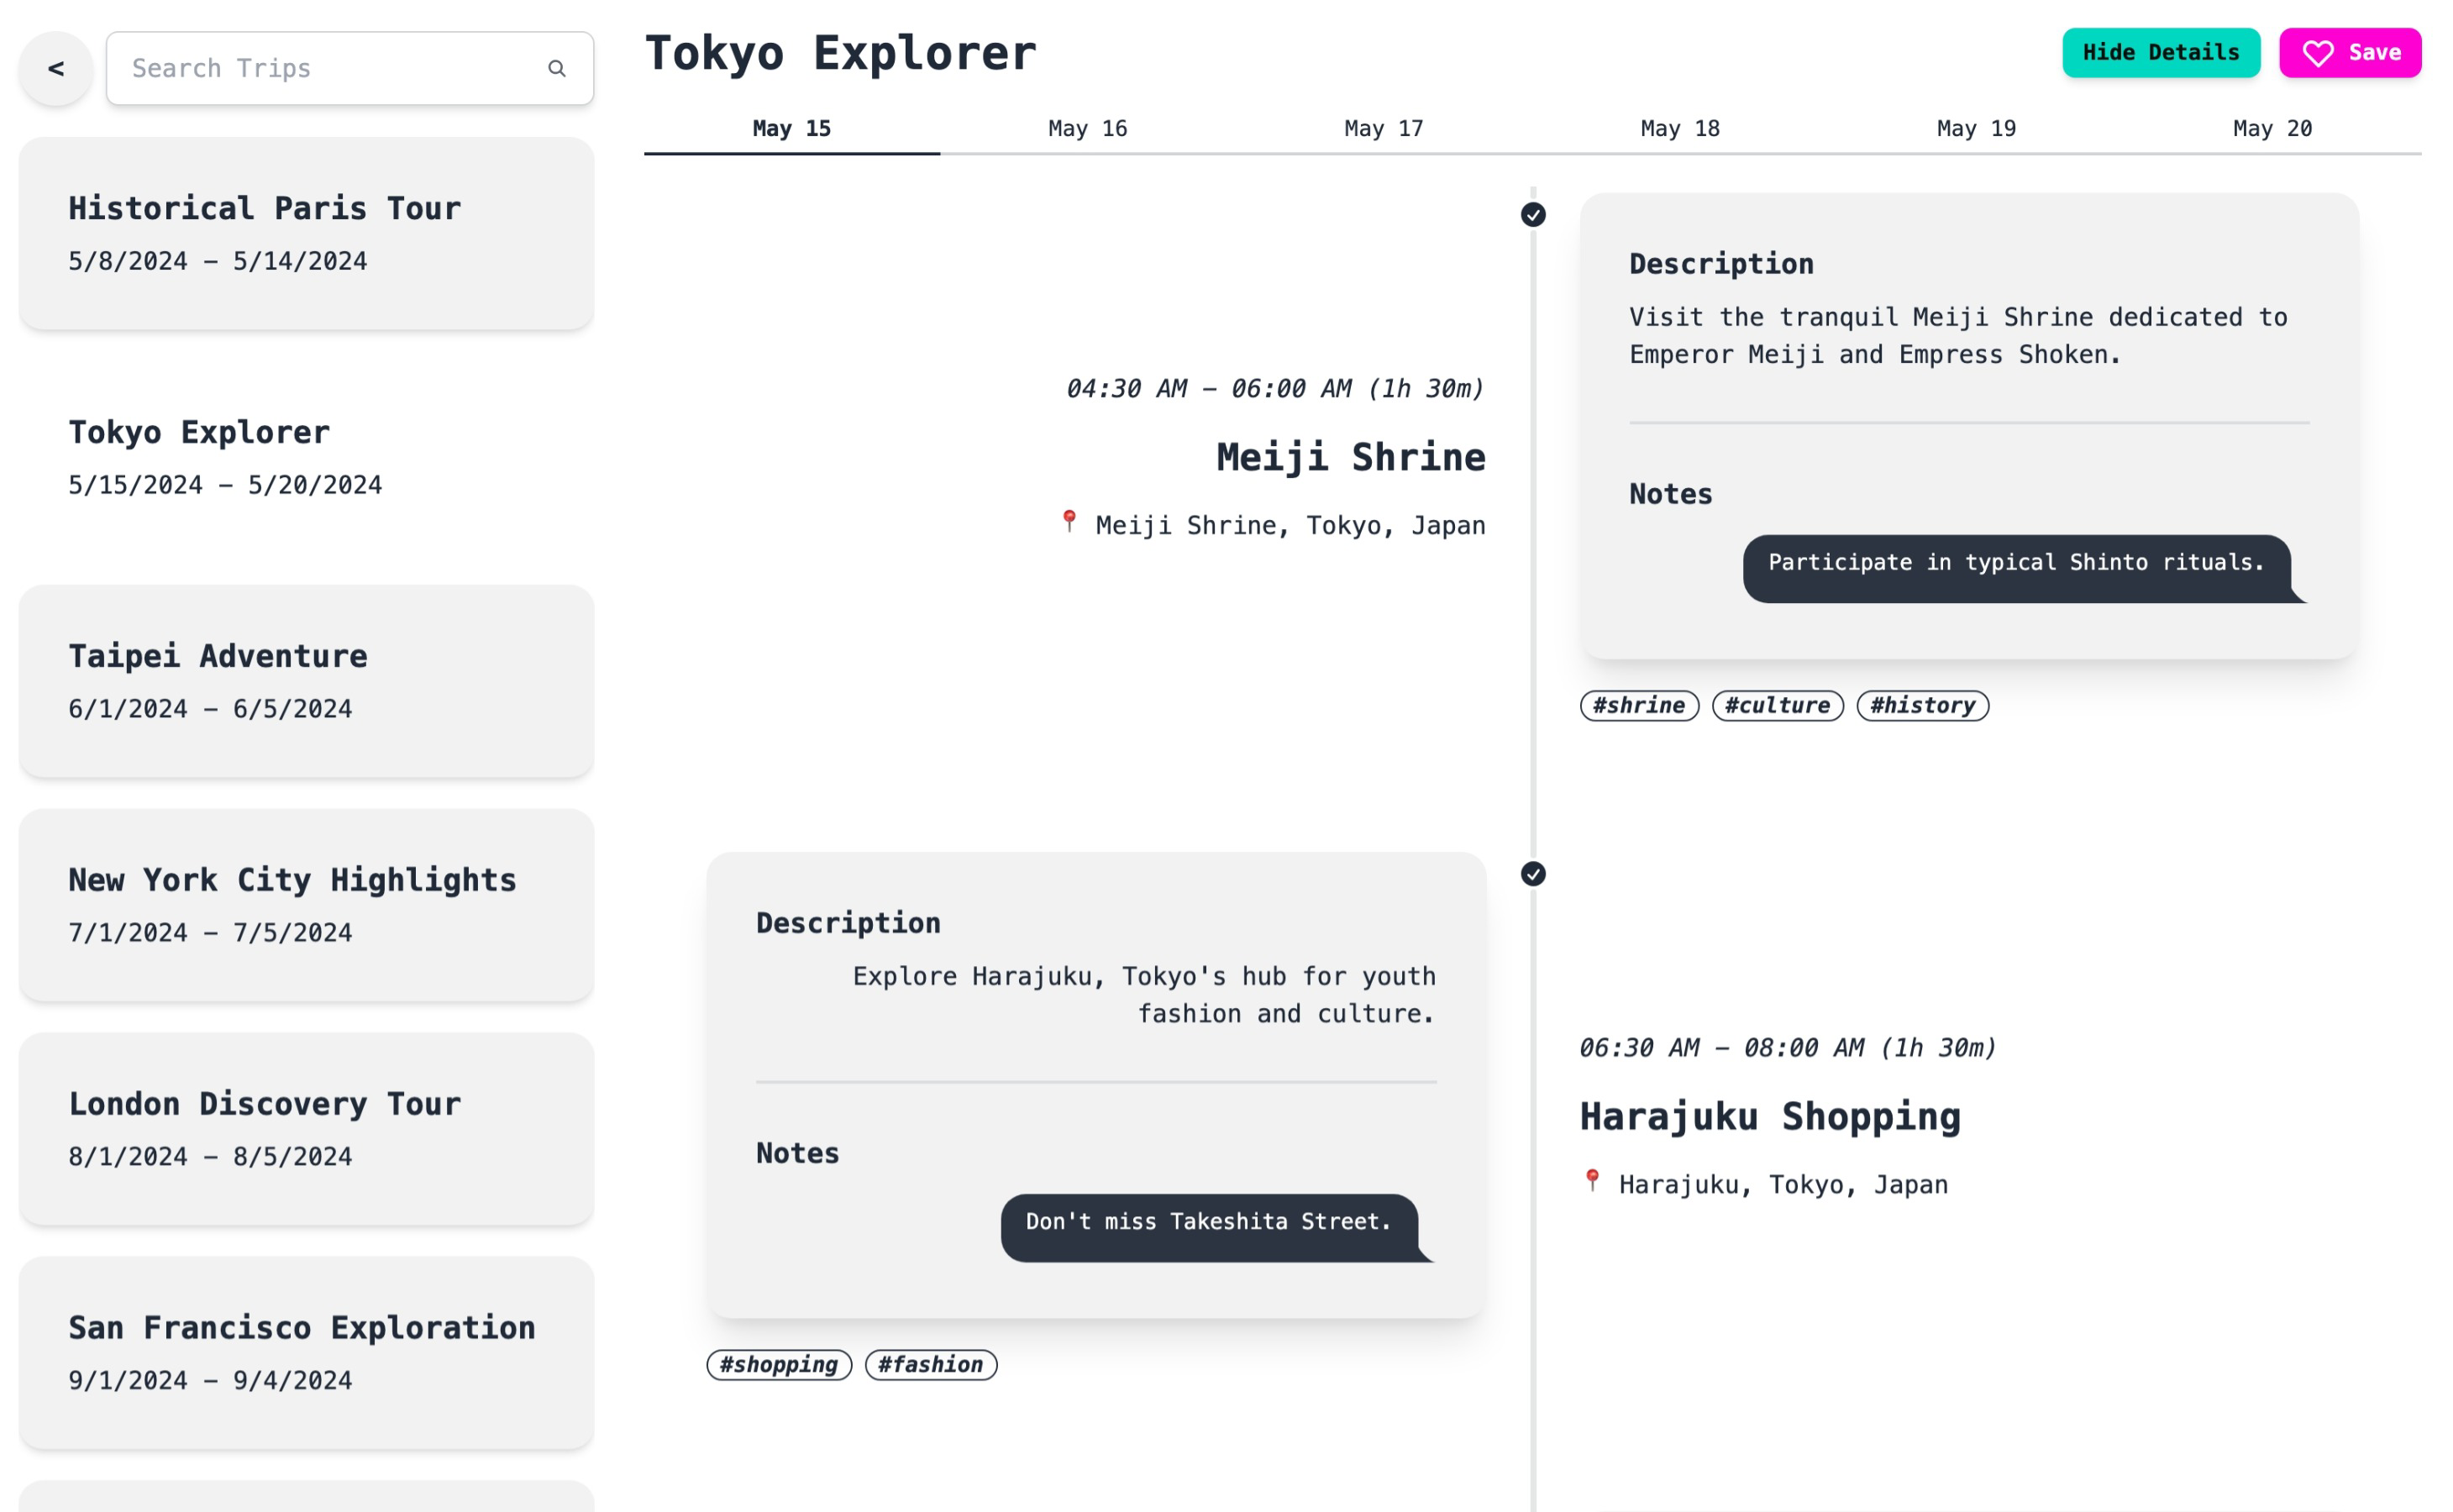 <
Search Trips
Historical Paris Tour
5/8/2024 – 5/14/2024
Tokyo Explorer
5/15/2024 – 5/20/2024
Taipei Adventure
6/1/2024 – 6/5/2024
New York City Highlights
7/1/2024 – 7/5/2024
London Discovery Tour
8/1/2024 – 8/5/2024
San Francisco Exploration
9/1/2024 – 9/4/2024
Tokyo Explorer
Hide Details
Save
May 15
May 16
May 17
May 18
May 19
May 20
04:30 AM – 06:00 AM (1h 30m)
Meiji Shrine
Meiji Shrine, Tokyo, Japan
Description
Visit the tranquil Meiji Shrine dedicated to
Emperor Meiji and Empress Shoken.
Notes
Participate in typical Shinto rituals.
#shrine
#culture
#history
Description
Explore Harajuku, Tokyo's hub for youth
fashion and culture.
Notes
Don't miss Takeshita Street.
#shopping
#fashion
06:30 AM – 08:00 AM (1h 30m)
Harajuku Shopping
Harajuku, Tokyo, Japan